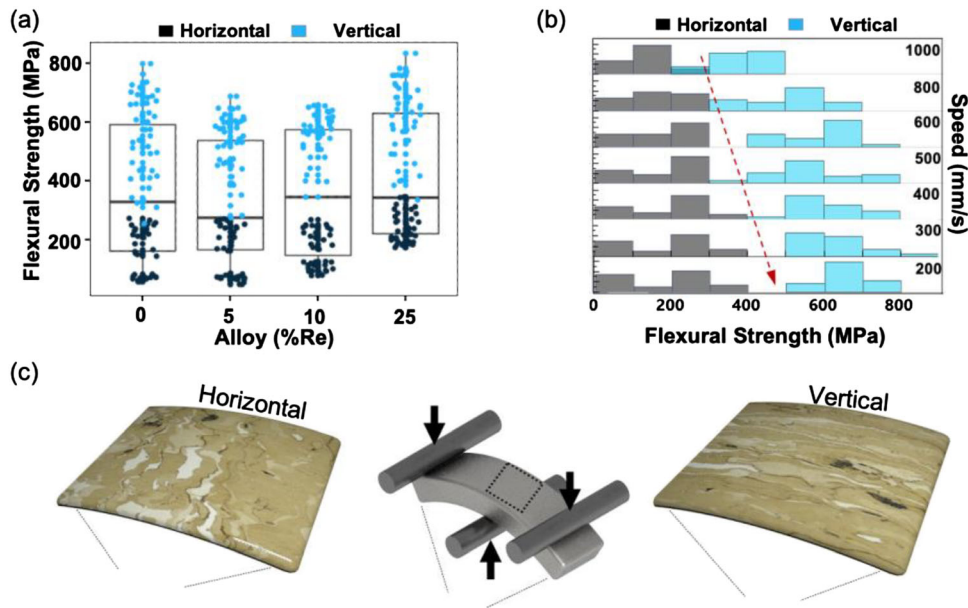 (a)
Horizontal Vertical
Flexural Strength (MPa)
800
600
400
200
0 5 10 25
Alloy (%Re)
(b)
Horizontal Vertical
1000
800
600
500
400
300
200
Speed (mm/s)
0 200 400 600 800
Flexural Strength (MPa)
(c)
Horizontal
Vertical